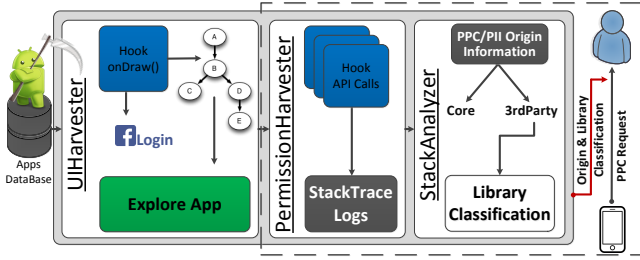 Apps
DataBase
UIHarvester
Hook
onDraw()
f Login
A
B
C
D
E
Explore App
PermissionHarvester
Hook
API Calls
StackTrace
Logs
StackAnalyzer
PPC/PII Origin
Information
Core
3rdParty
Library
Classification
Origin & Library
Classification
PPC Request